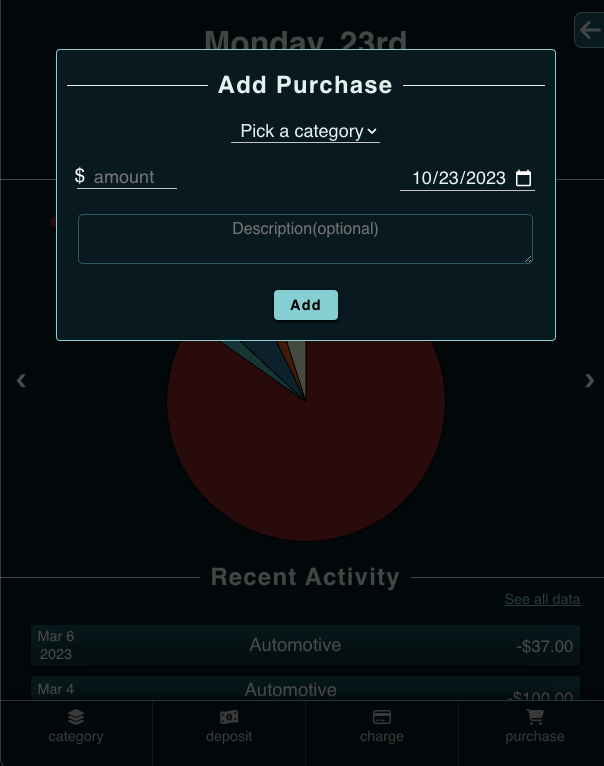 Monday, 23rd
Add Purchase
Pick a category
$ amount
10/23/2023
Description(optional)
Add
Recent Activity
See all data
Mar 6
2023
Automotive
-$37.00
Mar 4
Automotive
-$100.00
category
deposit
charge
purchase